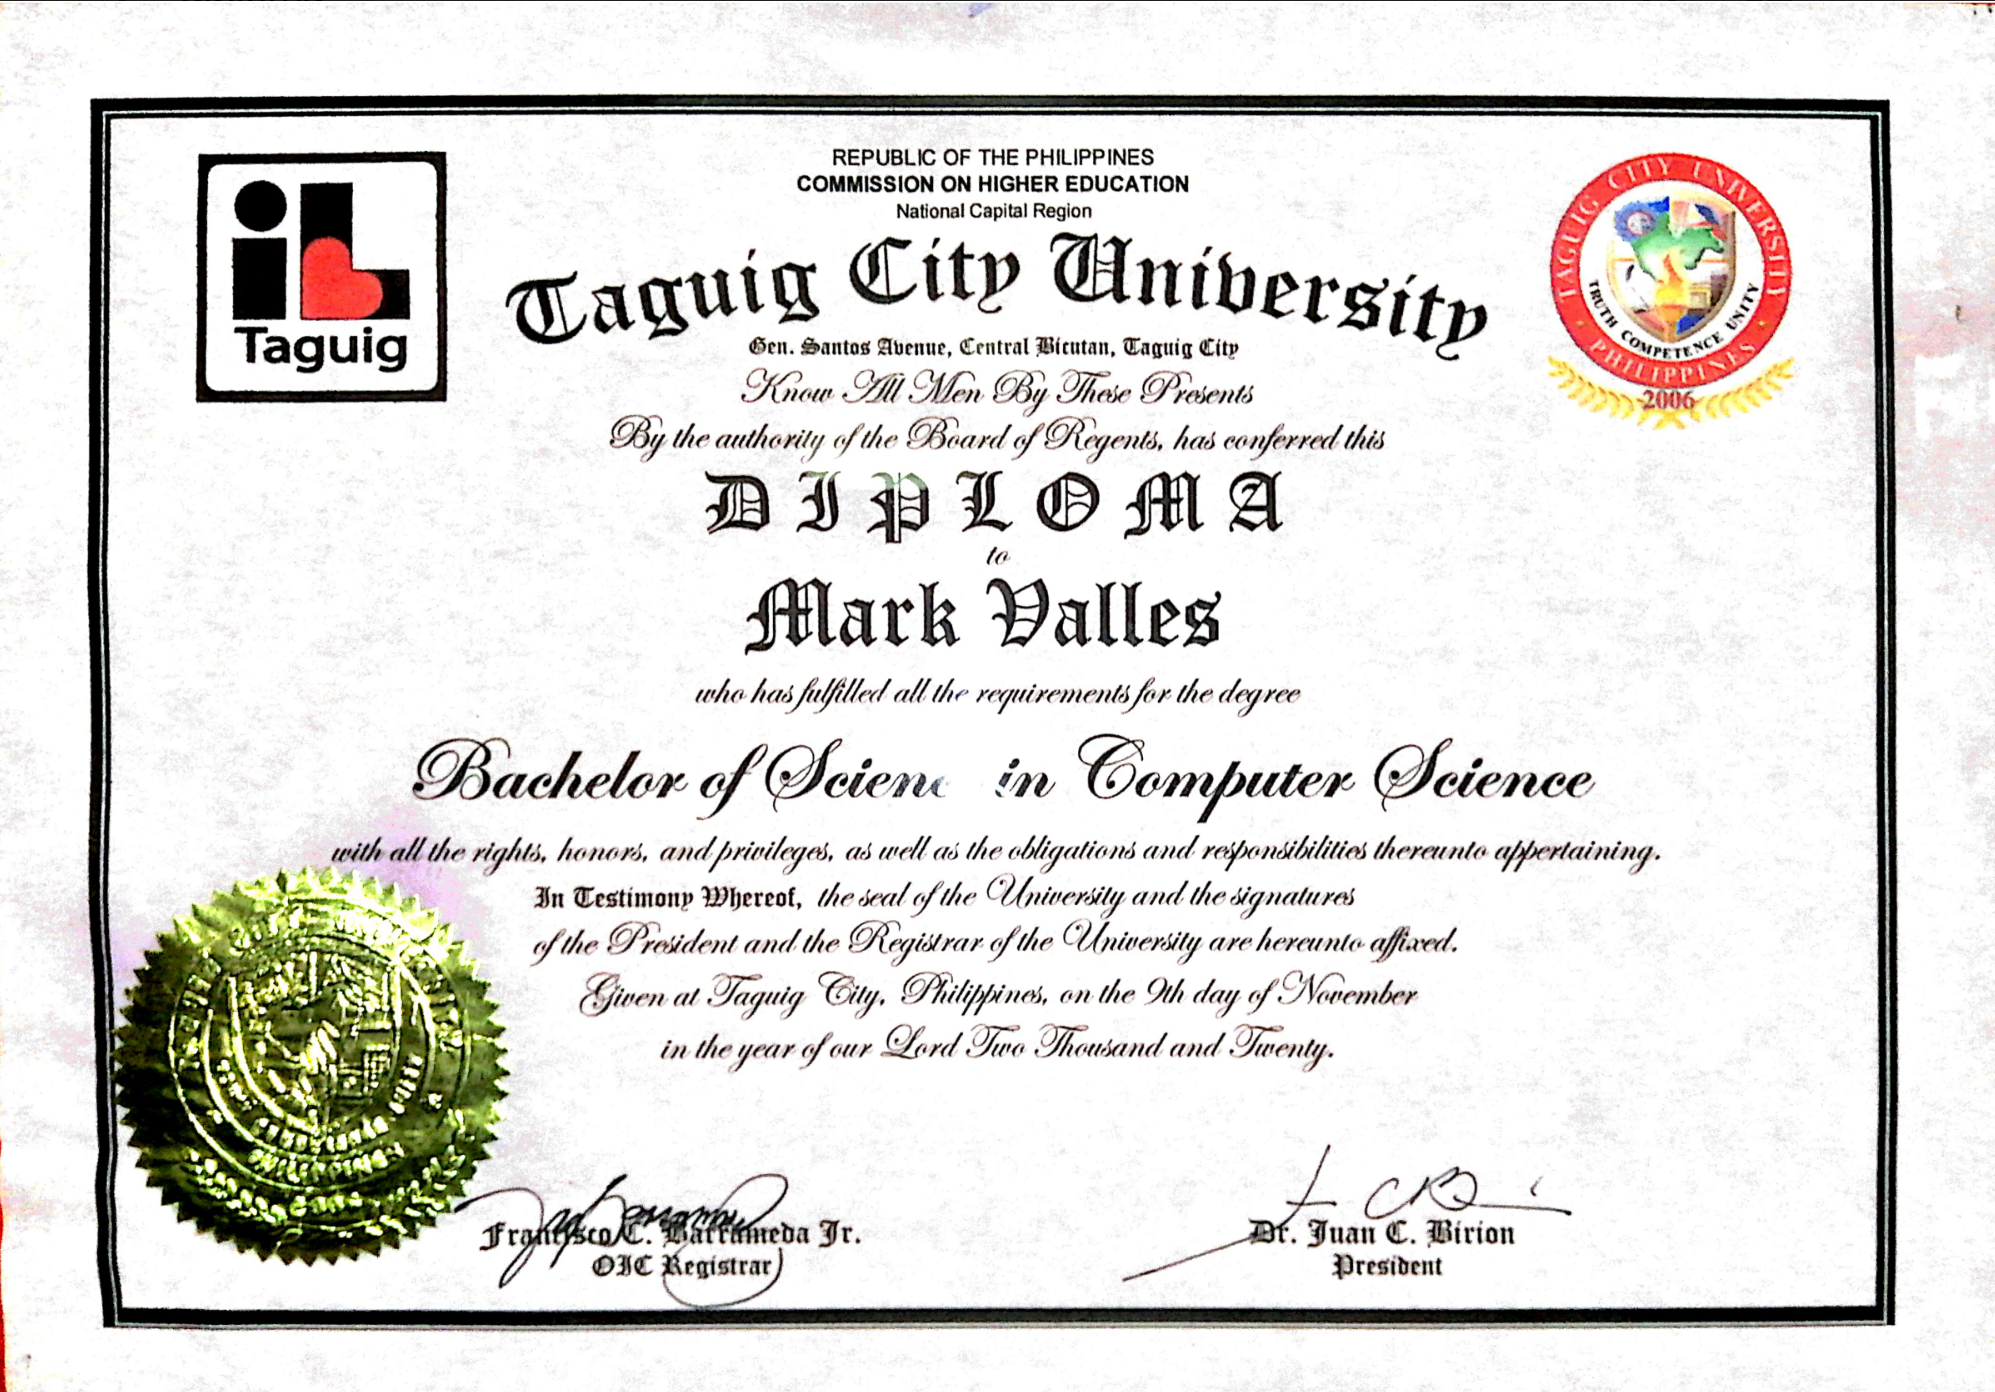 REPUBLIC OF THE PHILIPPINES
COMMISSION ON HIGHER EDUCATION
National Capital Region
iL
Taguig
Taguig City University
TAGUIG CITY UNIVERSITY
TRUTH COMPETENCE UNITY
PHILIPPINES
2006
Gen. Santos Avenue, Central Bicutan, Taguig City
Know All Men By These Presents
By the authority of the Board of Regents, has conferred this
DIPLOMA
to
Mark Valles
who has fulfilled all the requirements for the degree
Bachelor of Scienc in Computer Science
with all the rights, honors, and privileges, as well as the obligations and responsibilities thereunto appertaining.
In Testimony Whereof, the seal of the University and the signatures
of the President and the Registrar of the University are hereunto affixed.
Given at Taguig City, Philippines, on the 9th day of November
in the year of our Lord Two Thousand and Twenty.
PHILIPPINES
Francisco C. Barrameda Jr.
OIC Registrar
Dr. Juan C. Birion
President